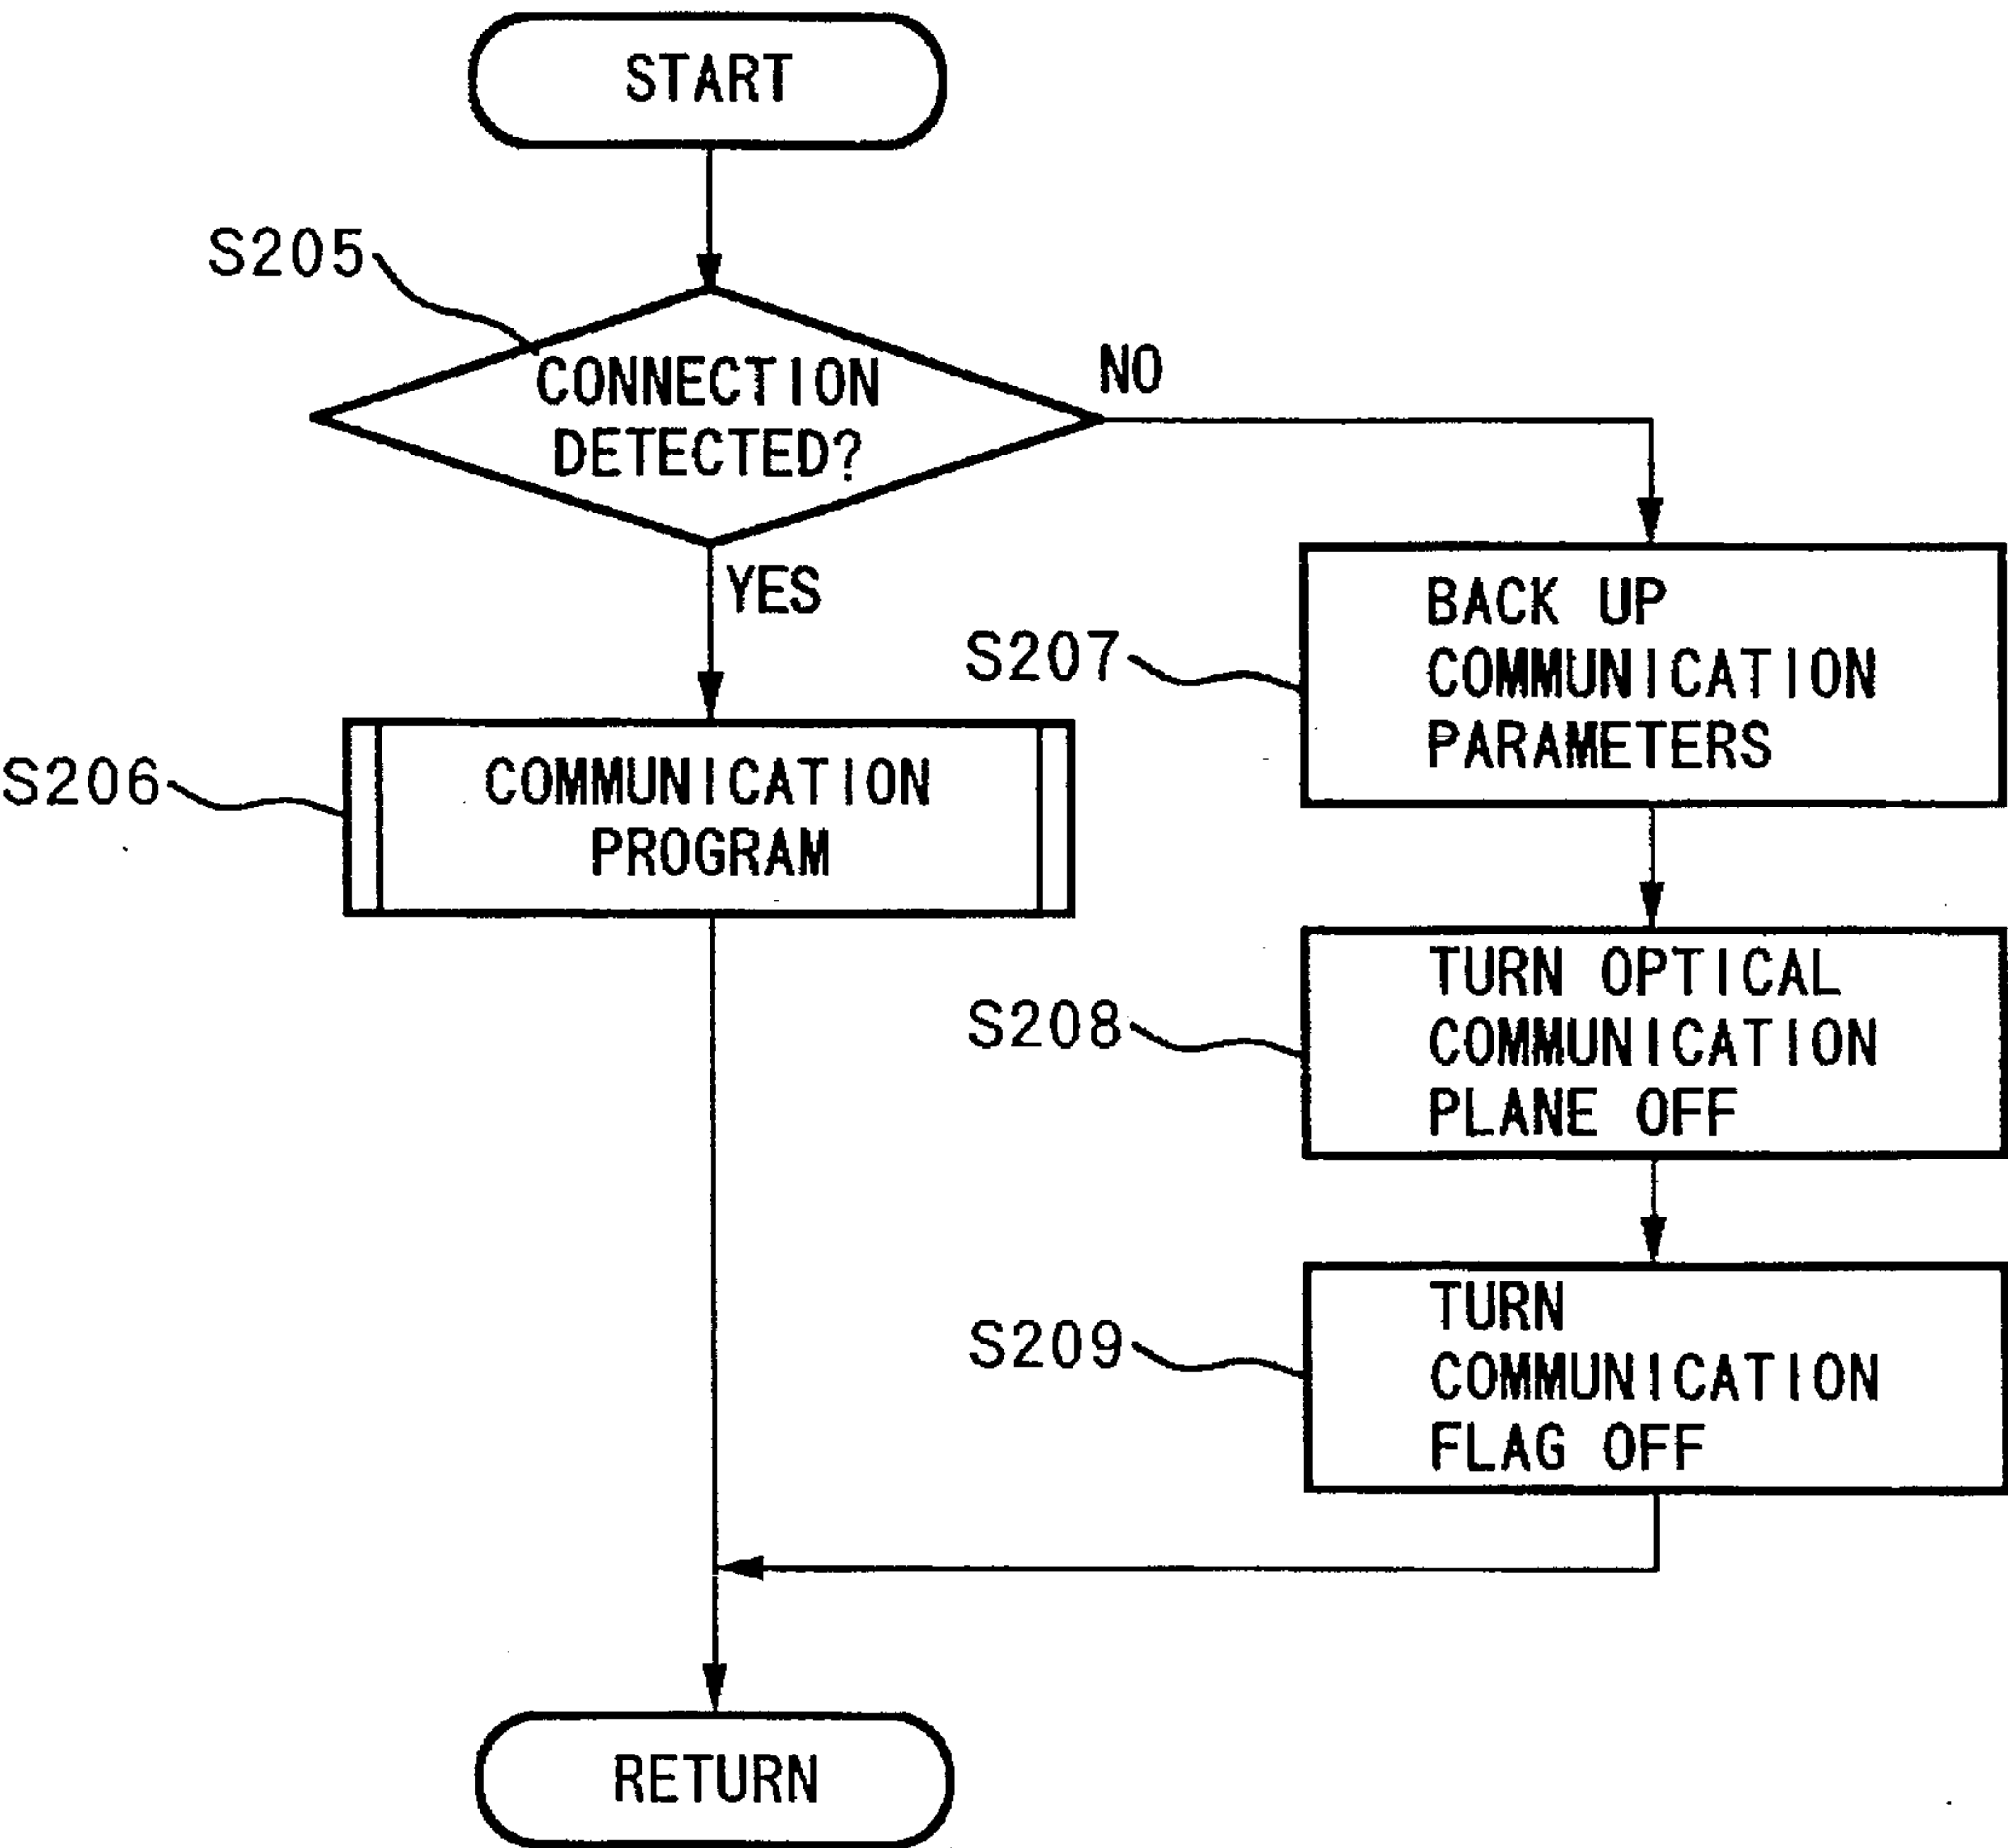 START
S205
CONNECTION
DETECTED?
NO
YES
S206
COMMUNICATION
PROGRAM
S207
BACK UP
COMMUNICATION
PARAMETERS
S208
TURN OPTICAL
COMMUNICATION
PLANE OFF
S209
TURN
COMMUNICATION
FLAG OFF
RETURN